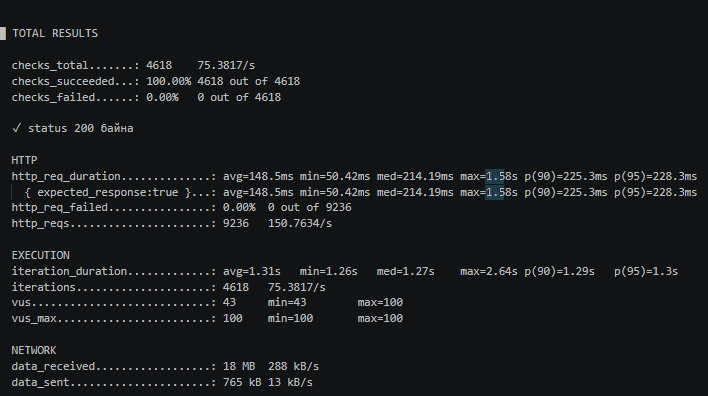 TOTAL RESULTS
checks_total.......: 4618 75.3817/s
checks_succeeded...: 100.00% 4618 out of 4618
checks_failed......: 0.00% 0 out of 4618
✓ status 200 байна
HTTP
http_req_duration..............: avg=148.5ms min=50.42ms med=214.19ms max=1.58s p(90)=225.3ms p(95)=228.3ms
{ expected_response:true }...: avg=148.5ms min=50.42ms med=214.19ms max=1.58s p(90)=225.3ms p(95)=228.3ms
http_req_failed................: 0.00% 0 out of 9236
http_reqs......................: 9236 150.7634/s
EXECUTION
iteration_duration.............: avg=1.31s min=1.26s med=1.27s max=2.64s p(90)=1.29s p(95)=1.3s
iterations.....................: 4618 75.3817/s
vus............................: 43 min=43 max=100
vus_max........................: 100 min=100 max=100
NETWORK
data_received..................: 18 MB 288 kB/s
data_sent......................: 765 kB 13 kB/s